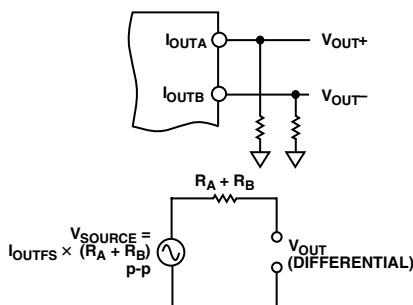 IOUTA
VOUT+
IOUTB
VOUT–
RA + RB
VSOURCE =
IOUTFS × (RA + RB)
p-p
VOUT
(DIFFERENTIAL)